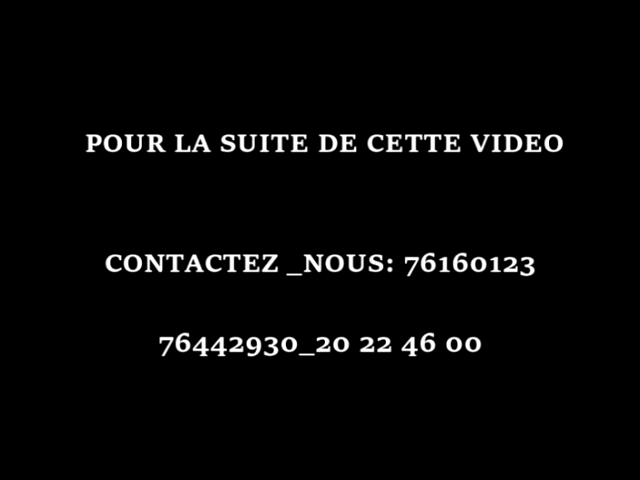 POUR LA SUITE DE CETTE VIDEO
CONTACTEZ _NOUS: 76160123
76442930_20 22 46 00